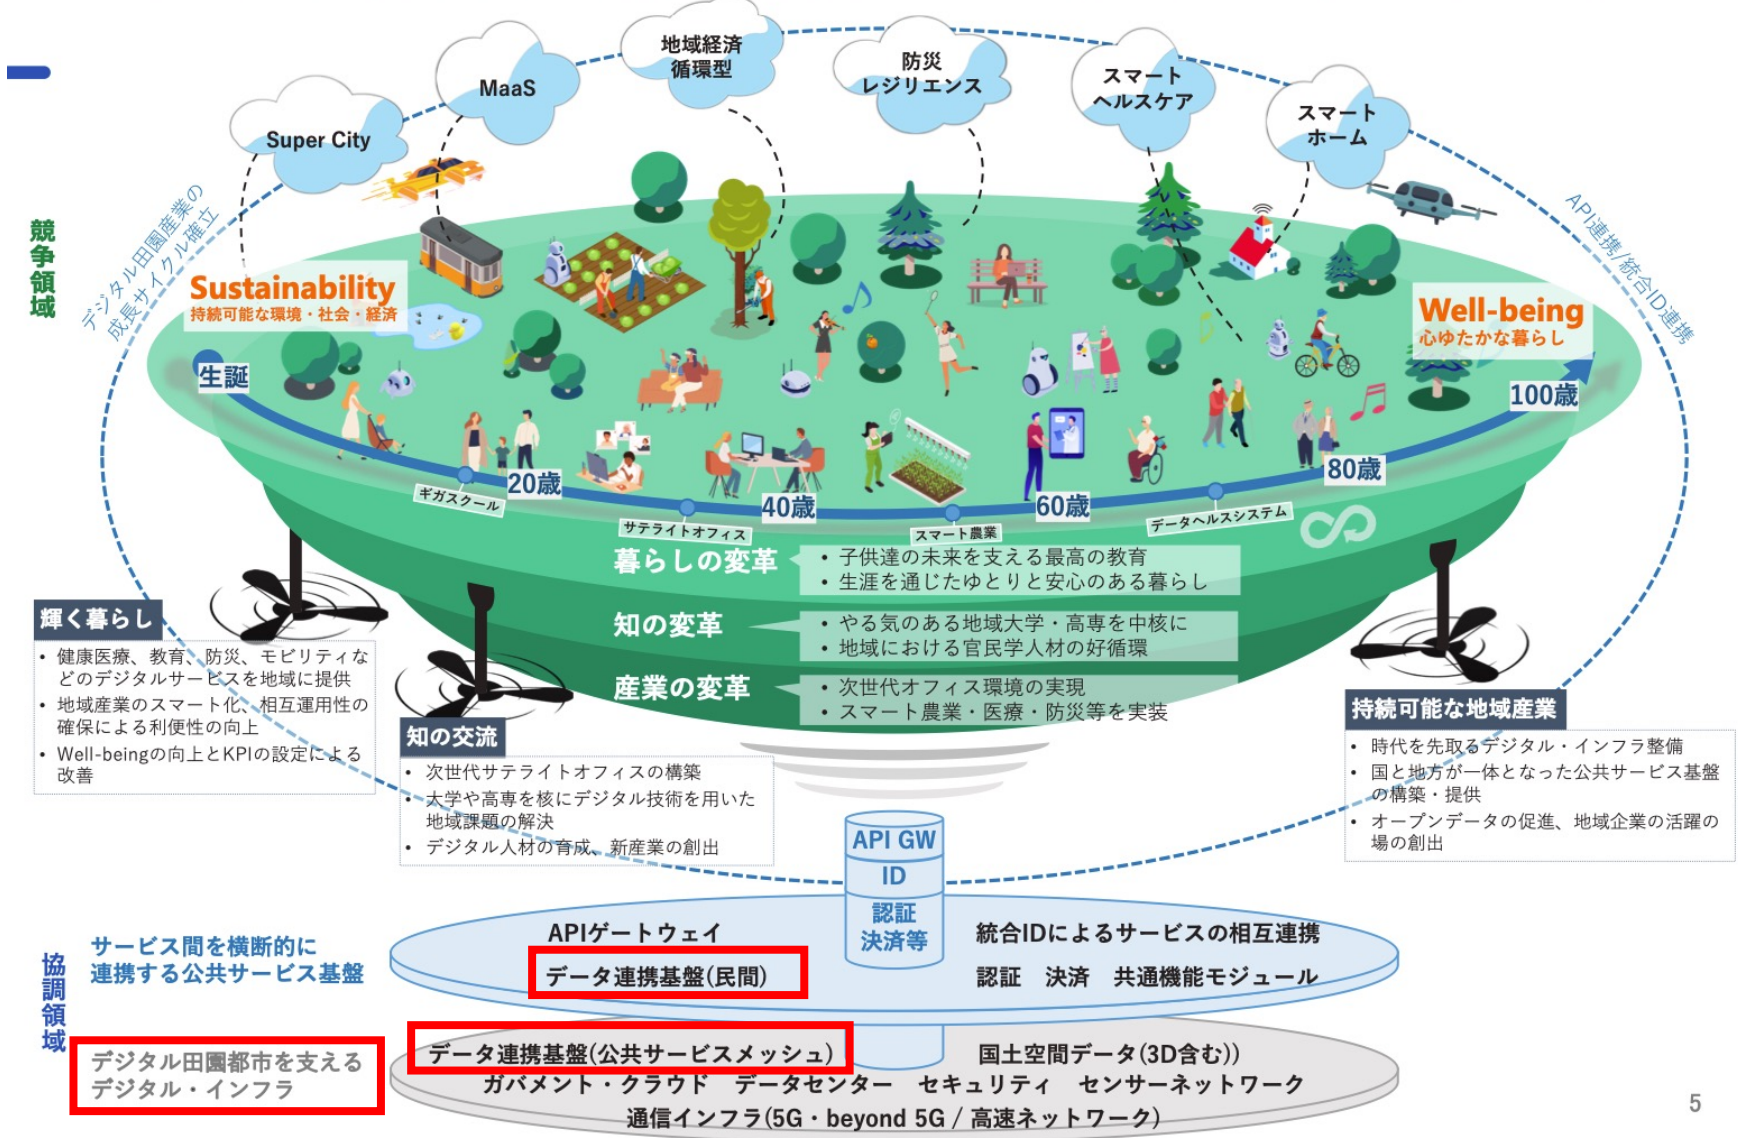 Super City
MaaS
地域経済
循環型
防災
レジリエンス
スマート
ヘルスケア
スマート
ホーム
競争領域
デジタル田園産業の
成長サイクル確立
API連携/統合ID連携
Sustainability
持続可能な環境・社会・経済
Well-being
心ゆたかな暮らし
生誕
20歳
40歳
60歳
80歳
100歳
ギガスクール
サテライトオフィス
スマート農業
データヘルスシステム
暮らしの変革
• 子供達の未来を支える最高の教育
• 生涯を通じたゆとりと安心のある暮らし
知の変革
• やる気のある地域大学・高専を中核に
• 地域における官民学人材の好循環
産業の変革
• 次世代オフィス環境の実現
• スマート農業・医療・防災等を実装
輝く暮らし
• 健康医療、教育、防災、モビリティな
どのデジタルサービスを地域に提供
• 地域産業のスマート化、相互運用性の
確保による利便性の向上
• Well-beingの向上とKPIの設定による
改善
知の交流
• 次世代サテライトオフィスの構築
• 大学や高専を核にデジタル技術を用いた
地域課題の解決
• デジタル人材の育成、新産業の創出
持続可能な地域産業
• 時代を先取るデジタル・インフラ整備
• 国と地方が一体となった公共サービス基盤
の構築・提供
• オープンデータの促進、地域企業の活躍の
場の創出
API GW
ID
認証
決済等
協調領域
サービス間を横断的に
連携する公共サービス基盤
APIゲートウェイ
データ連携基盤(民間)
統合IDによるサービスの相互連携
認証 決済 共通機能モジュール
デジタル田園都市を支える
デジタル・インフラ
データ連携基盤(公共サービスメッシュ)
国土空間データ(3D含む))
ガバメント・クラウド データセンター セキュリティ センサーネットワーク
通信インフラ(5G・beyond 5G / 高速ネットワーク)
5